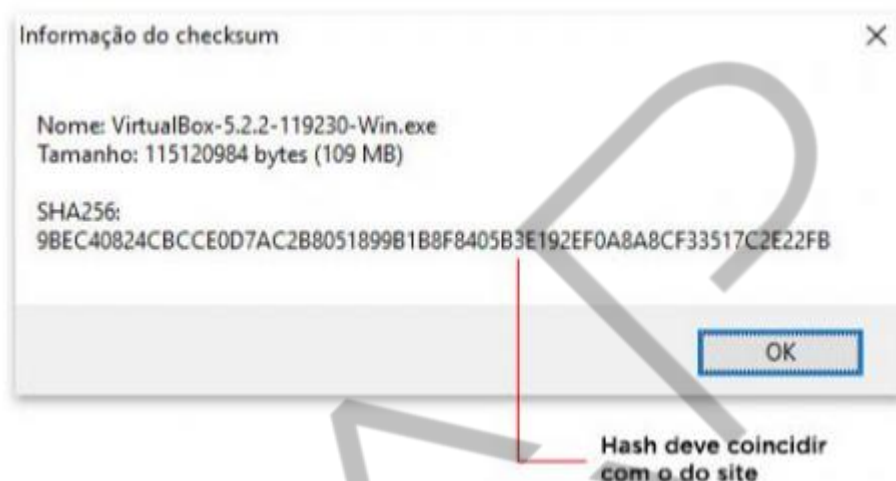 Informação do checksum
Nome: VirtualBox-5.2.2-119230-Win.exe
Tamanho: 115120984 bytes (109 MB)
SHA256:
9BEC40824CBCCE0D7AC2B8051899B1B8F8405B3E192EF0A8A8CF33517C2E22FB
OK
Hash deve coincidir
com o do site